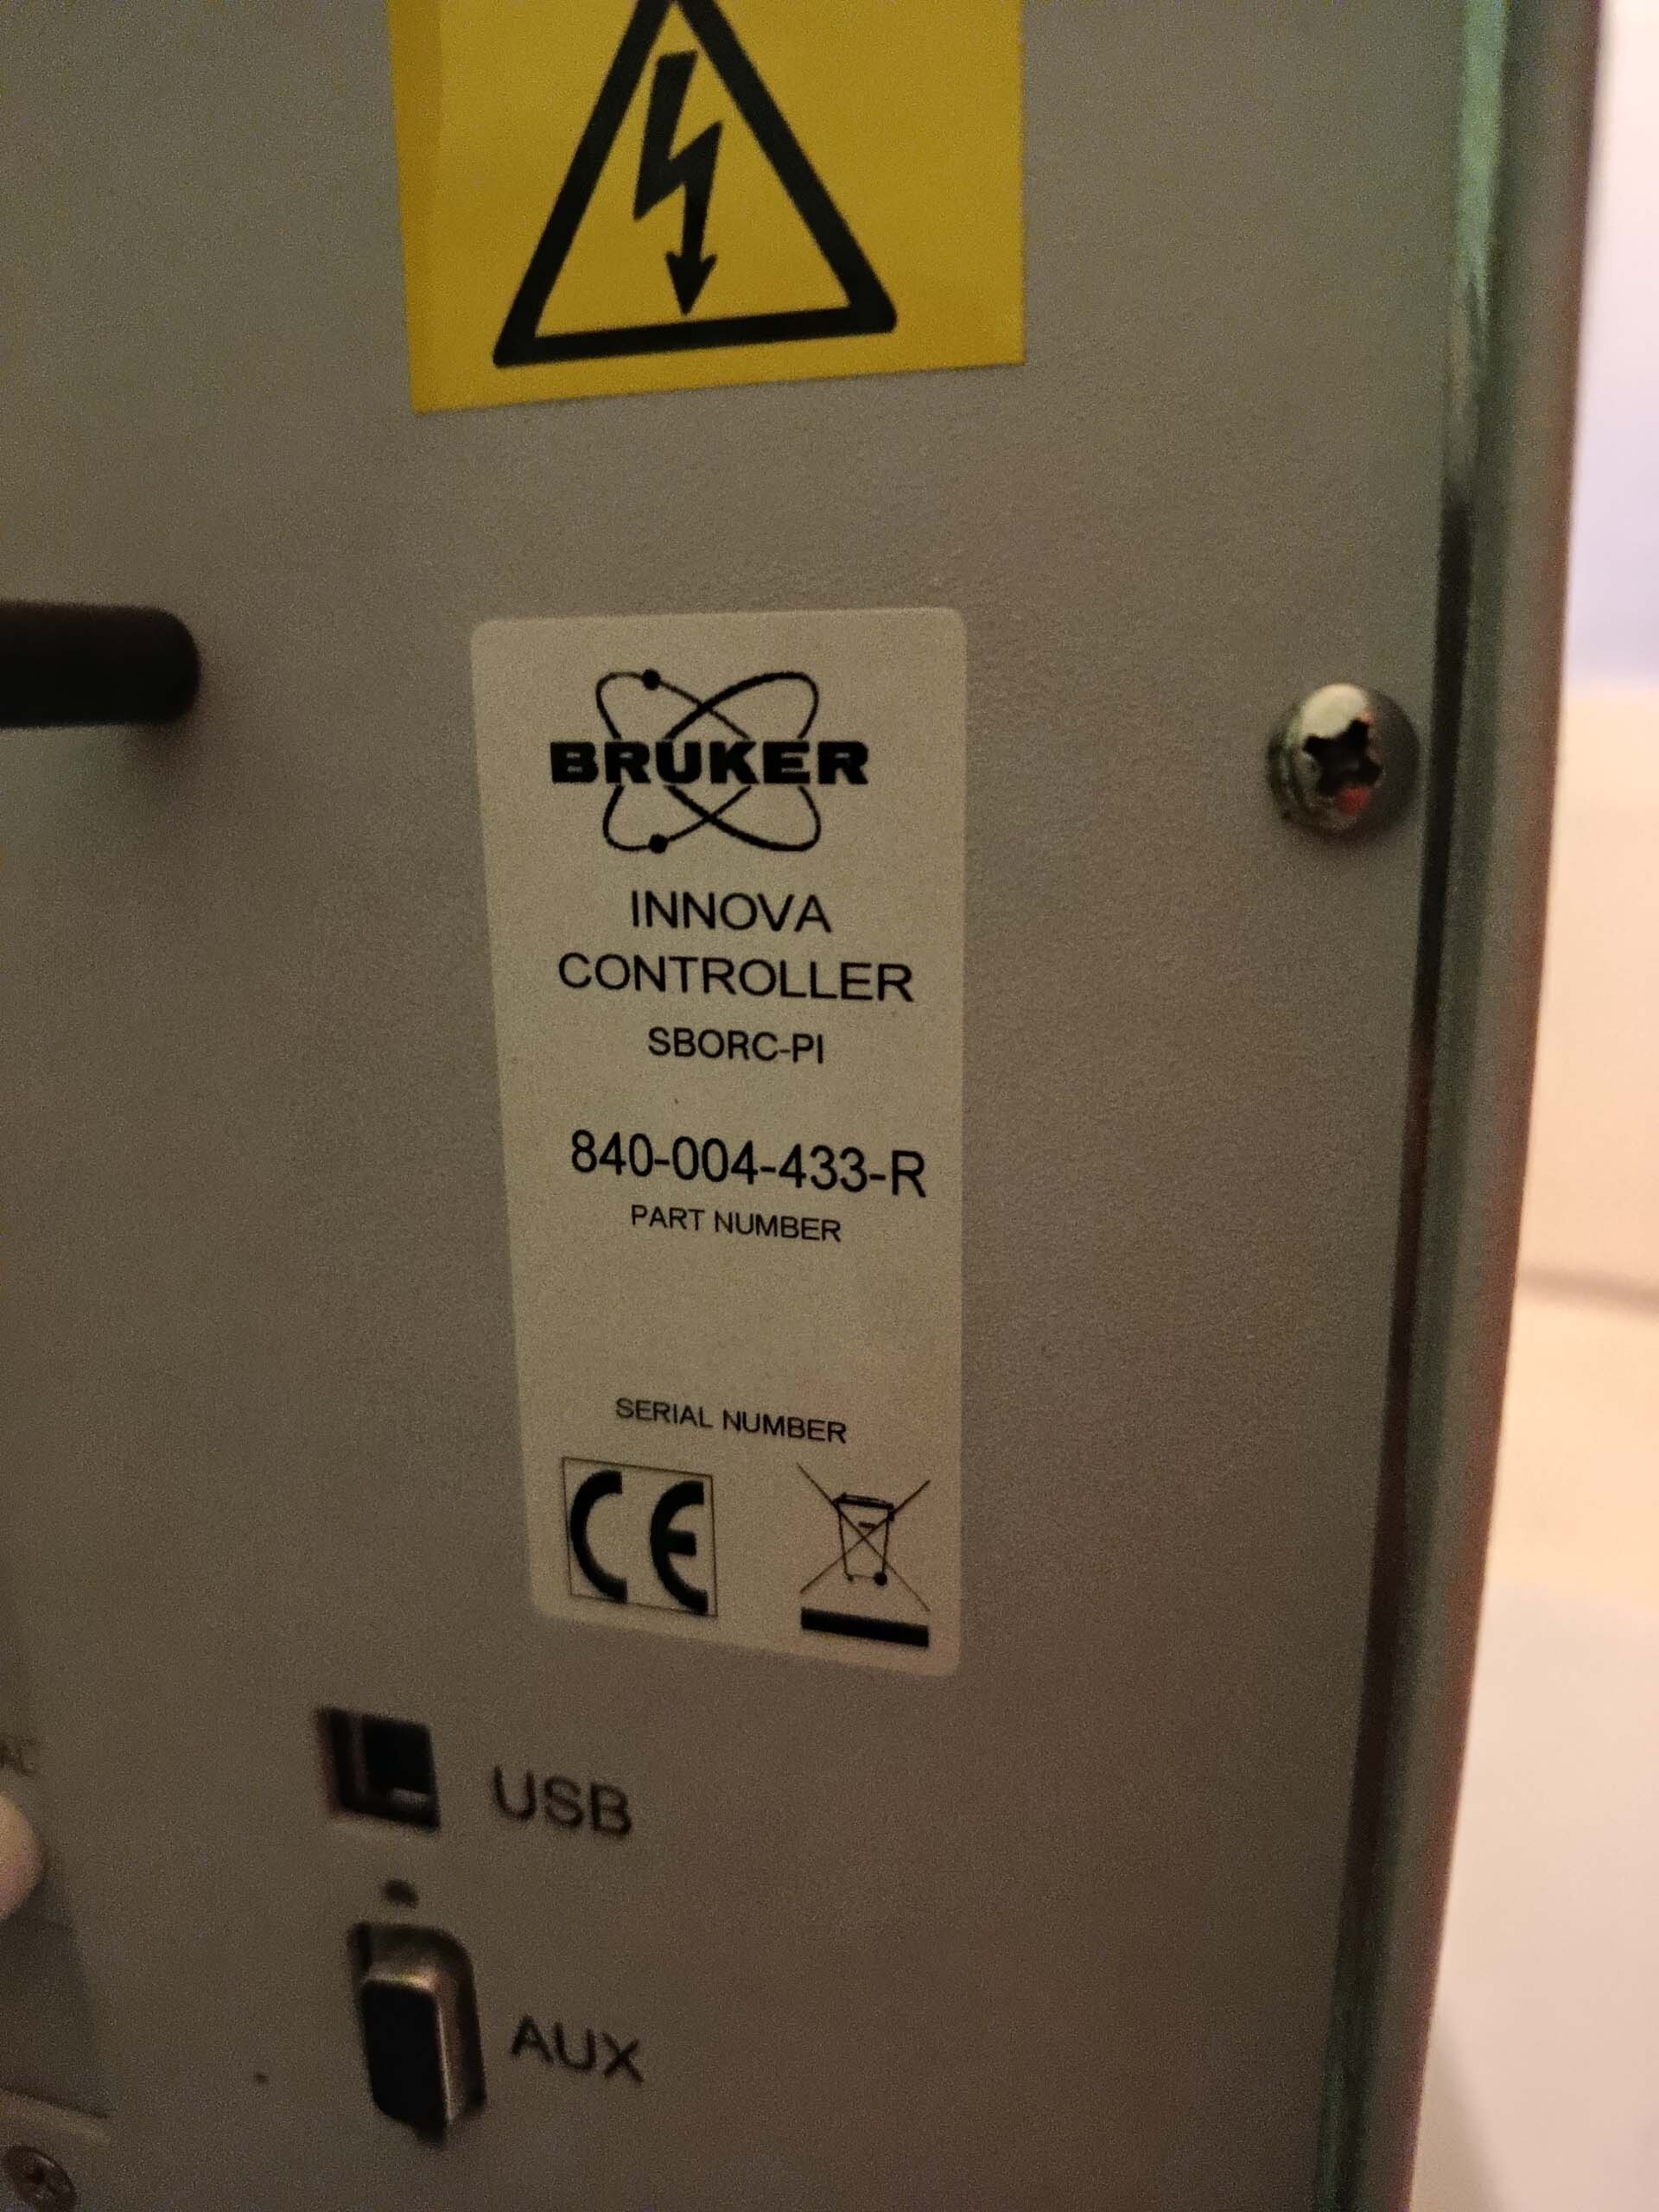 BRUKER
INNOVA
CONTROLLER
SBORC-PI
840-004-433-R
PART NUMBER
SERIAL NUMBER
CE
USB
AUX